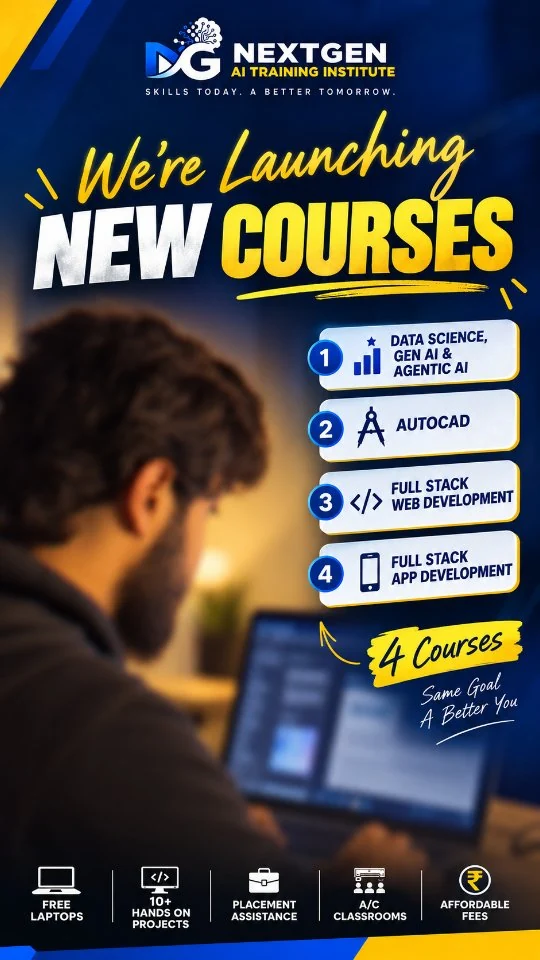 NEXTGEN
AI TRAINING INSTITUTE
SKILLS TODAY. A BETTER TOMORROW.
We're Launching
NEW COURSES
1 DATA SCIENCE,
GEN AI &
AGENTIC AI
2 AUTOCAD
3 </> FULL STACK
WEB DEVELOPMENT
4 FULL STACK
APP DEVELOPMENT
4 Courses
Same Goal
A Better You
FREE
LAPTOPS
</>
10+
HANDS ON
PROJECTS
PLACEMENT
ASSISTANCE
A/C
CLASSROOMS
₹
AFFORDABLE
FEES